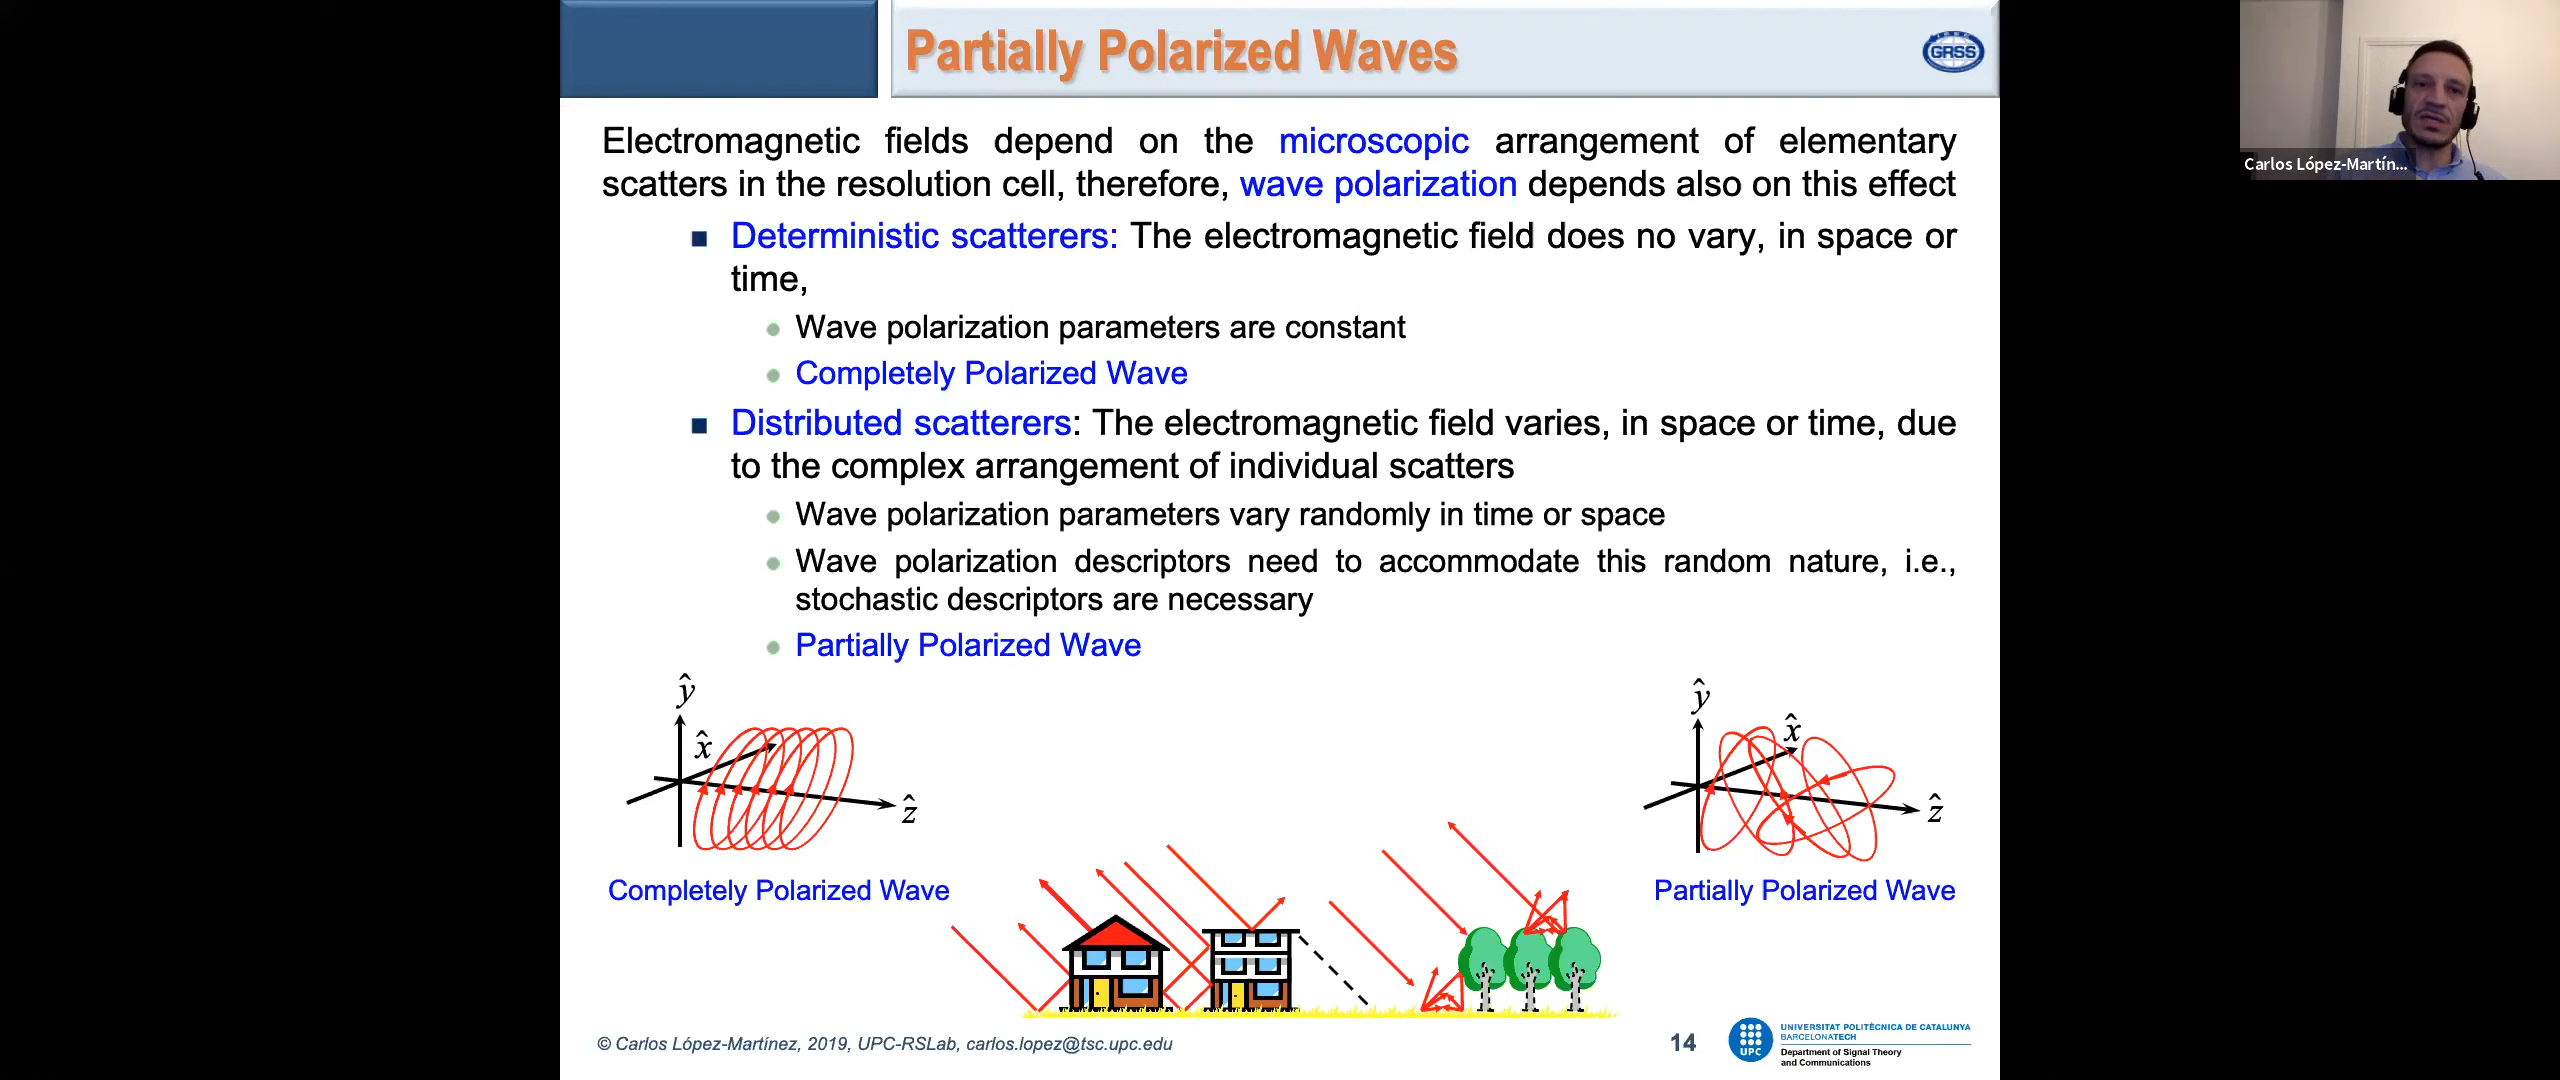 Partially Polarized Waves
GRSS
Carlos López-Martín...
Electromagnetic fields depend on the microscopic arrangement of elementary
scatters in the resolution cell, therefore, wave polarization depends also on this effect
Deterministic scatterers: The electromagnetic field does no vary, in space or
time,
Wave polarization parameters are constant
Completely Polarized Wave
Distributed scatterers: The electromagnetic field varies, in space or time, due
to the complex arrangement of individual scatters
Wave polarization parameters vary randomly in time or space
Wave polarization descriptors need to accommodate this random nature, i.e.,
stochastic descriptors are necessary
Partially Polarized Wave
ŷ
x̂
ẑ
Completely Polarized Wave
ŷ
x̂
ẑ
Partially Polarized Wave
© Carlos López-Martínez, 2019, UPC-RSLab, carlos.lopez@tsc.upc.edu
14
UPC
UNIVERSITAT POLITÈCNICA DE CATALUNYA
BARCELONATECH
Department of Signal Theory
and Communications